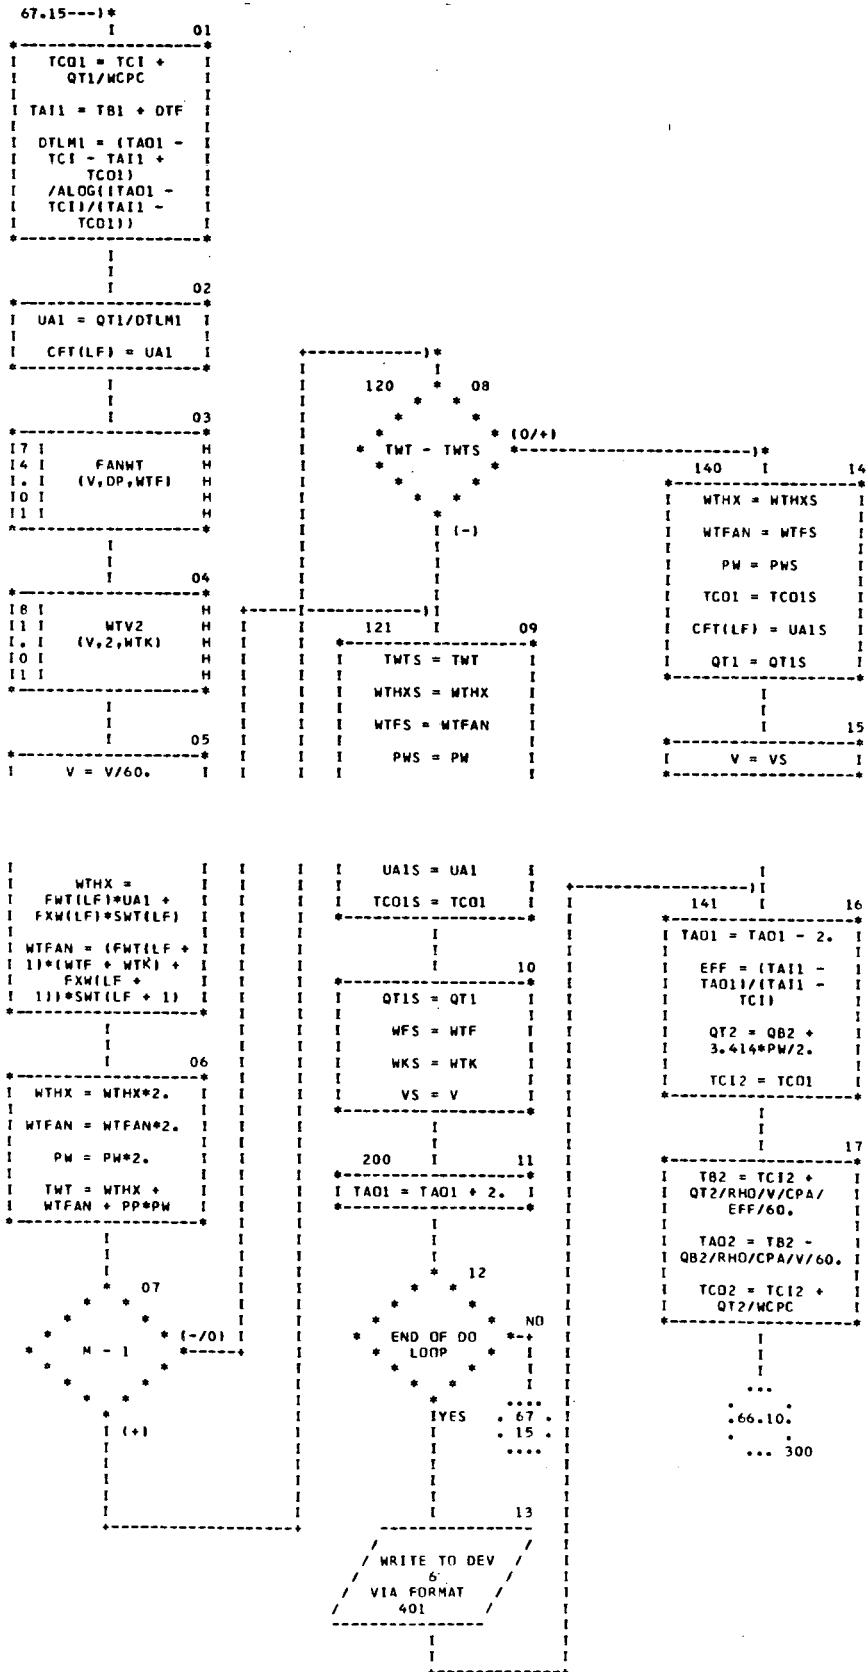 67.15---)*
01
TCO1 = TCI +
QT1/WCPC
TAI1 = TB1 + DTF
DTLM1 = (TAO1 -
TCI - TAI1 +
TCO1)
/ALOG((TAO1 -
TCI)/(TAI1 -
TCO1))
02
UA1 = QT1/DTLM1
CFT(LF) = UA1
03
74.01
FANWT
(V,DP,WTF)
04
81.01
WTV2
(V,2,WTK)
05
V = V/60.
WTHX =
FWT(LF)*UA1 +
FXW(LF)*SWT(LF)
WTFAN = (FWT(LF +
1)*(WTF + WTK) +
FXW(LF +
1))*SWT(LF + 1)
06
WTHX = WTHX*2.
WTFAN = WTFAN*2.
PW = PW*2.
TWT = WTHX +
WTFAN + PP*PW
07
M - 1
(-/0)
(+)
120 08
TWT - TWTS
(0/+)
(-)
121 09
TWTS = TWT
WTHXS = WTHX
WTFS = WTFAN
PWS = PW
UA1S = UA1
TCO1S = TCO1
10
QT1S = QT1
WFS = WTF
WKS = WTK
VS = V
200 11
TAO1 = TAO1 + 2.
12
END OF DO
LOOP
NO
YES
67
15
13
WRITE TO DEV
6
VIA FORMAT
401
140 14
WTHX = WTHXS
WTFAN = WTFS
PW = PWS
TCO1 = TCO1S
CFT(LF) = UA1S
QT1 = QT1S
15
V = VS
141 16
TAO1 = TAO1 - 2.
EFF = (TAI1 -
TAO1)/(TAI1 -
TCI)
QT2 = QB2 +
3.414*PW/2.
TCI2 = TCO1
17
TB2 = TCI2 +
QT2/RHO/V/CPA/
EFF/60.
TAO2 = TB2 -
QB2/RHO/CPA/V/60.
TCO2 = TCI2 +
QT2/WCPC
.66.10.
300